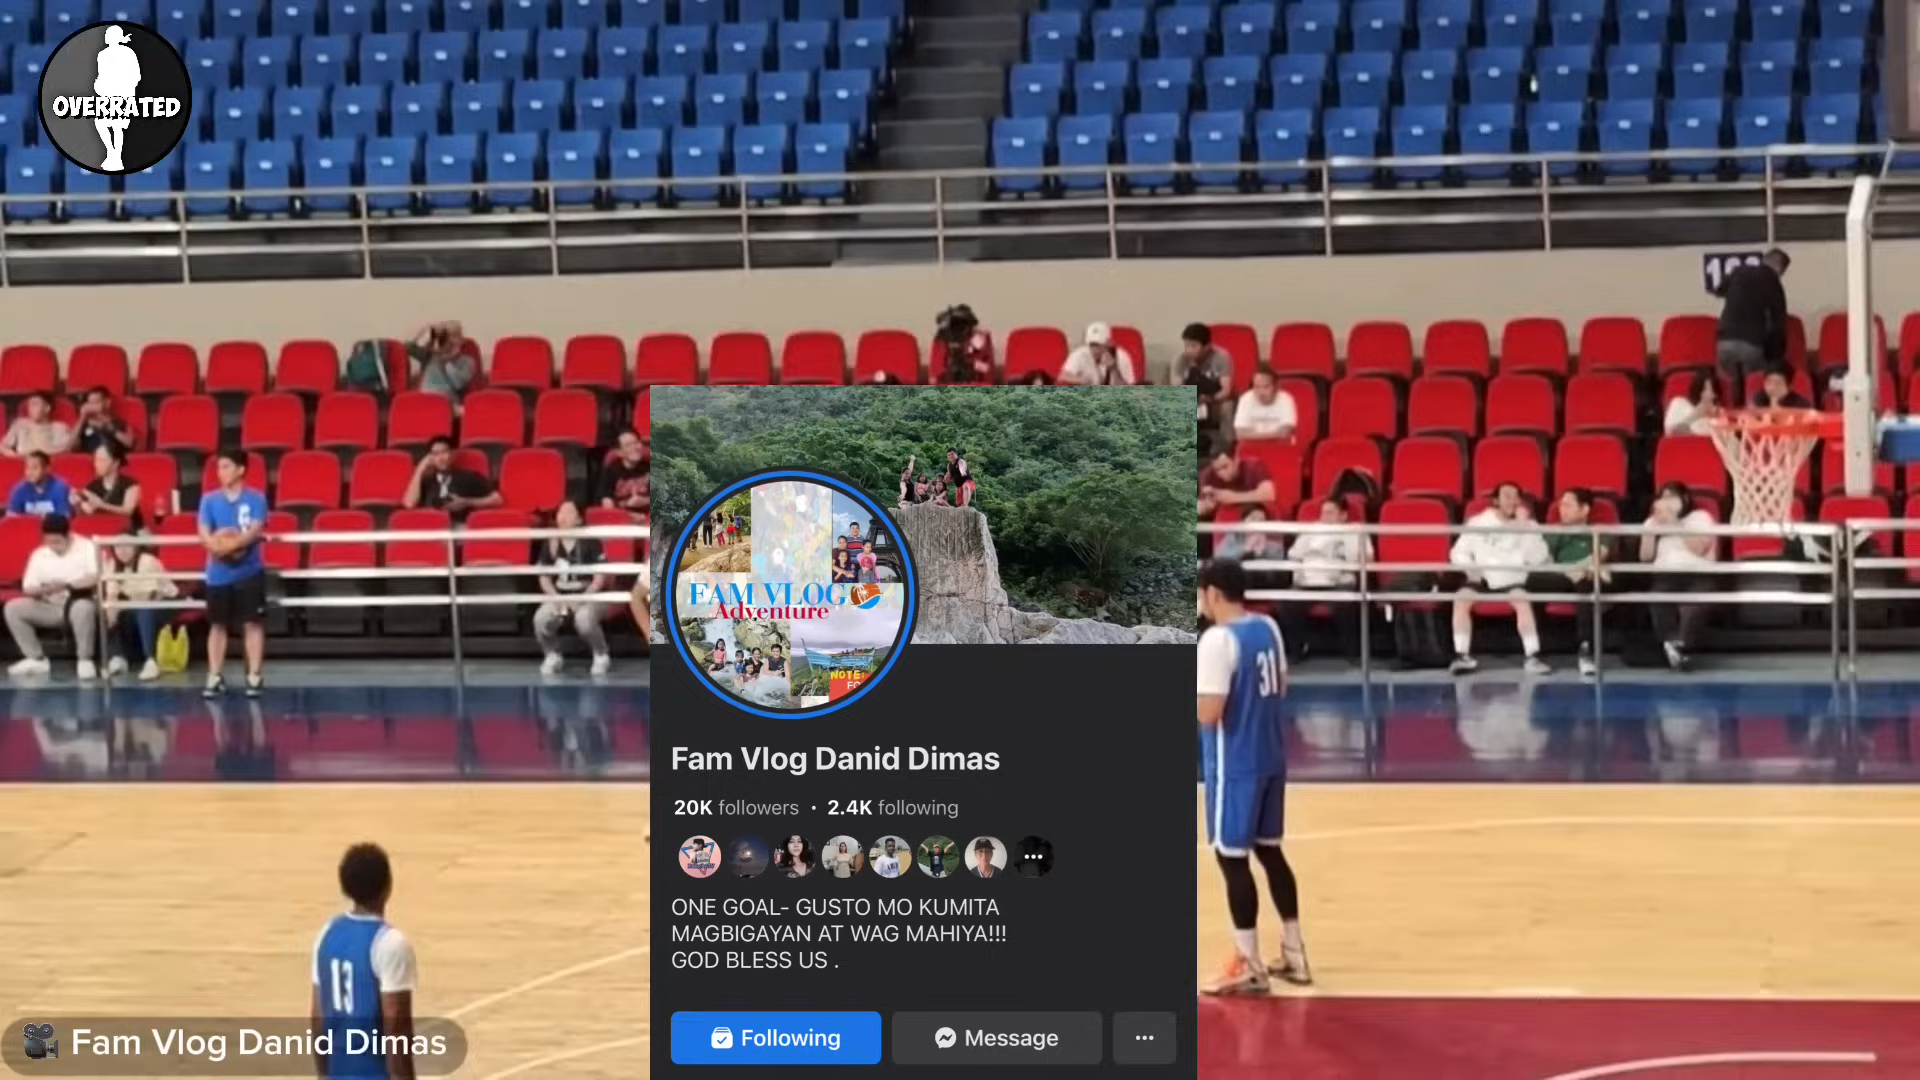 OVERRATED
FAM VLOG
Adventure
NOTE:
Fam Vlog Danid Dimas
20K followers • 2.4K following
ONE GOAL- GUSTO MO KUMITA
MAGBIGAYAN AT WAG MAHIYA!!!
GOD BLESS US .
Following
Message
31
13
Fam Vlog Danid Dimas